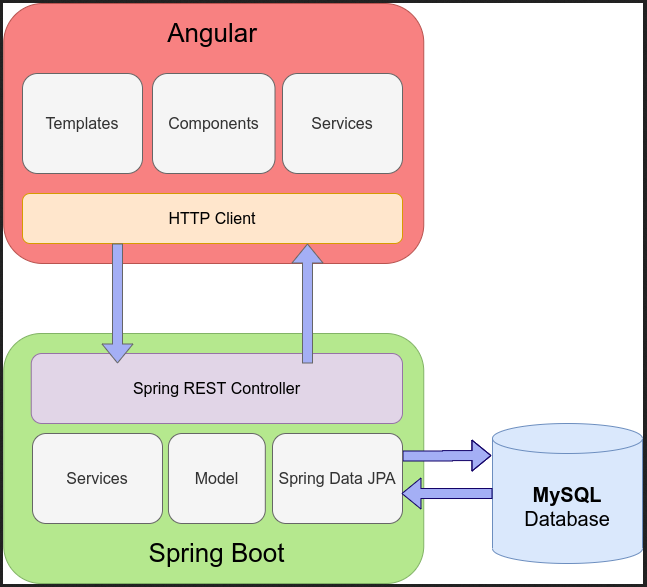 Angular
Templates
Components
Services
HTTP Client
Spring REST Controller
Services
Model
Spring Data JPA
Spring Boot
MySQL
Database